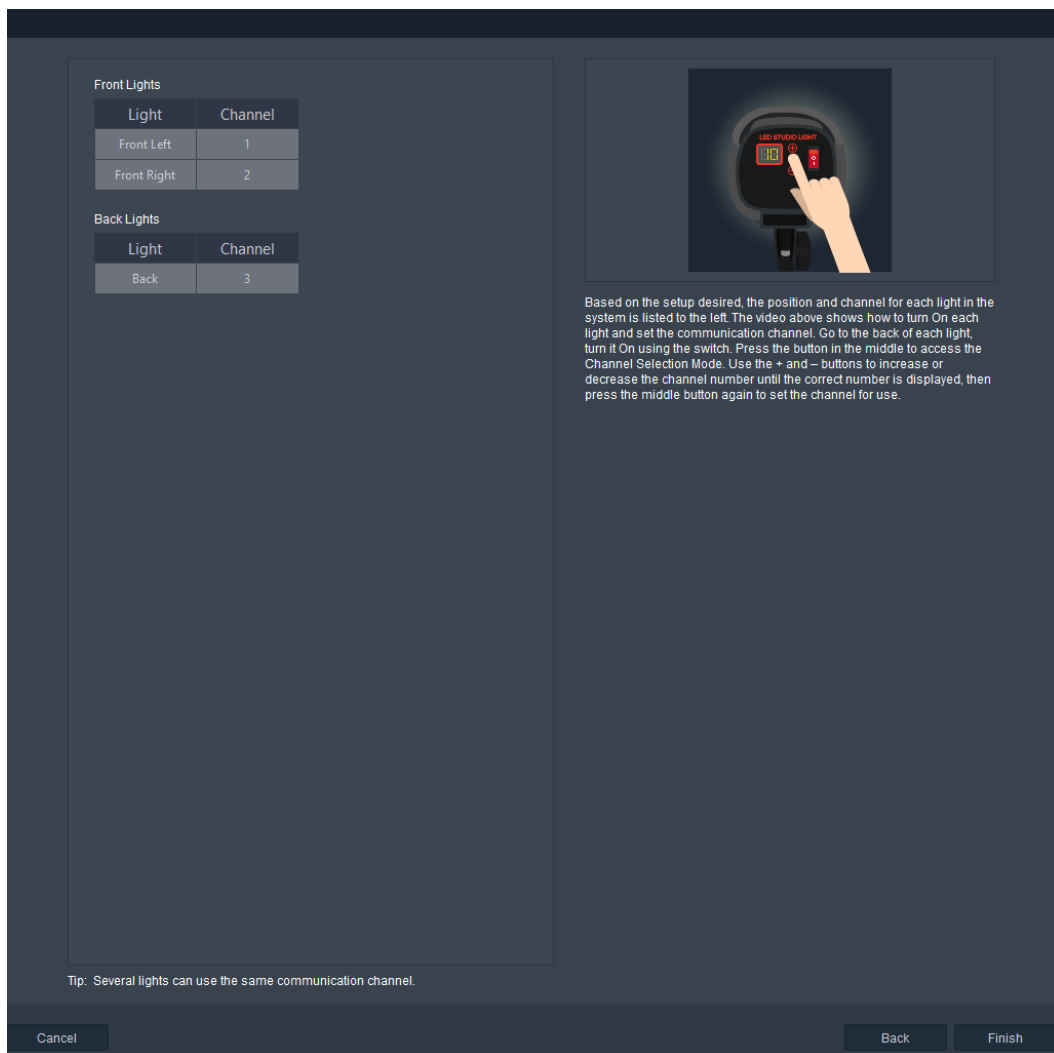 Front Lights
Light Channel
Front Left 1
Front Right 2
Back Lights
Light Channel
Back 3
LED STUDIO LIGHT
10
Based on the setup desired, the position and channel for each light in the
system is listed to the left. The video above shows how to turn On each
light and set the communication channel. Go to the back of each light,
turn it On using the switch. Press the button in the middle to access the
Channel Selection Mode. Use the + and – buttons to increase or
decrease the channel number until the correct number is displayed, then
press the middle button again to set the channel for use.
Tip: Several lights can use the same communication channel.
Cancel Back Finish